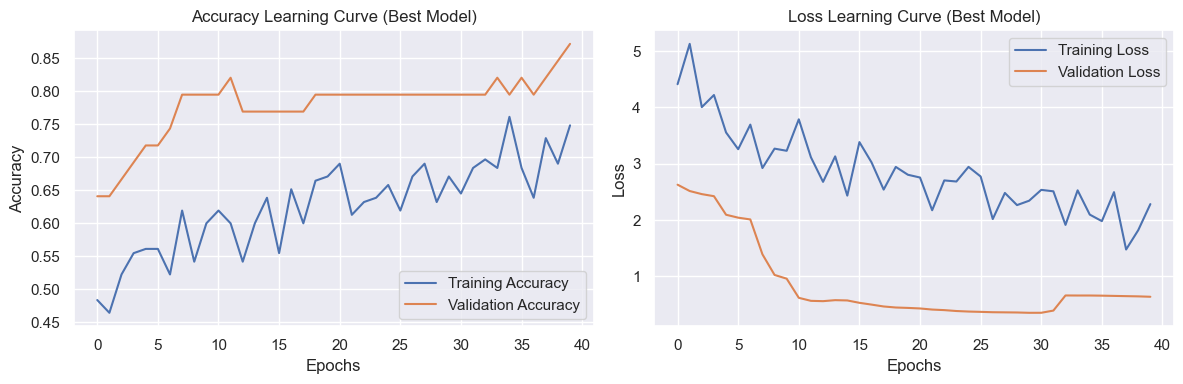 Accuracy Learning Curve (Best Model)
0.85
0.80
0.75
0.70
0.65
0.60
0.55
0.50
0.45
Accuracy
Training Accuracy
Validation Accuracy
0 5 10 15 20 25 30 35 40
Epochs
Loss Learning Curve (Best Model)
5
4
3
2
1
Loss
Training Loss
Validation Loss
0 5 10 15 20 25 30 35 40
Epochs